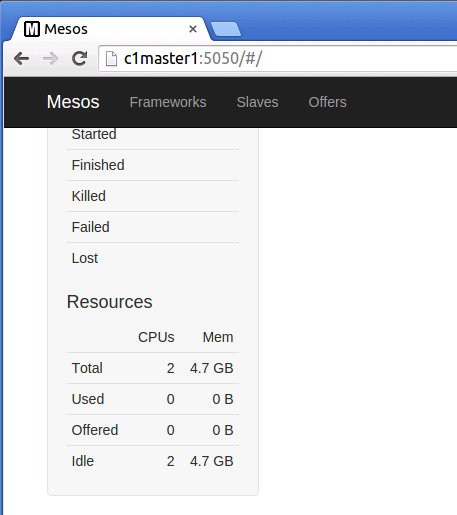 Mesos
c1master1:5050/#/
Mesos Frameworks Slaves Offers
Started
Finished
Killed
Failed
Lost
Resources
CPUs Mem
Total 2 4.7 GB
Used 0 0 B
Offered 0 0 B
Idle 2 4.7 GB